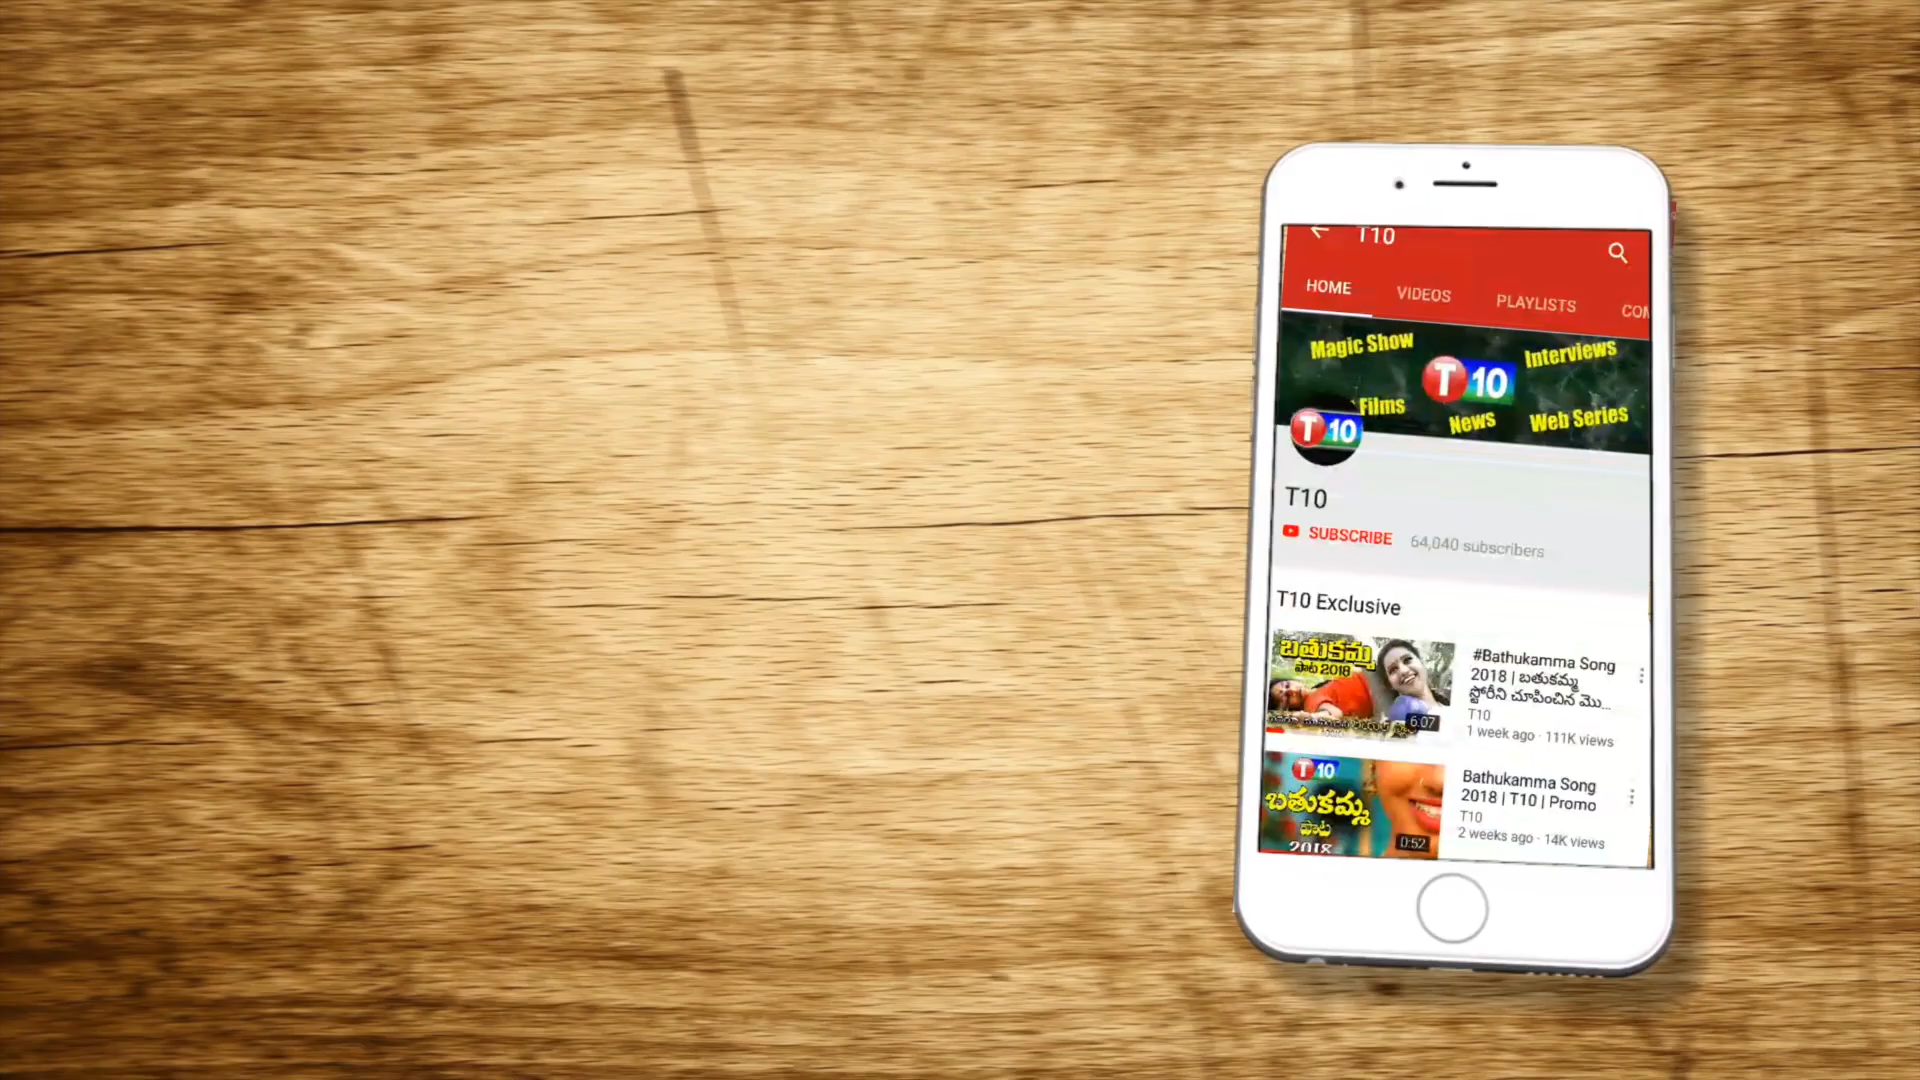 T10
HOME
VIDEOS
PLAYLISTS
Magic Show
Interviews
T 10
Films
News
Web Series
T 10
T10
SUBSCRIBE
64,040 subscribers
T10 Exclusive
బతుకమ్మ
పాట 2018
6:07
#Bathukamma Song
2018 | బతుకమ్మ
స్టోరీని చూపించిన మొ...
T10
1 week ago · 111K views
T 10
బతుకమ్మ
పాట
2018
0:52
Bathukamma Song
2018 | T10 | Promo
T10
2 weeks ago · 14K views